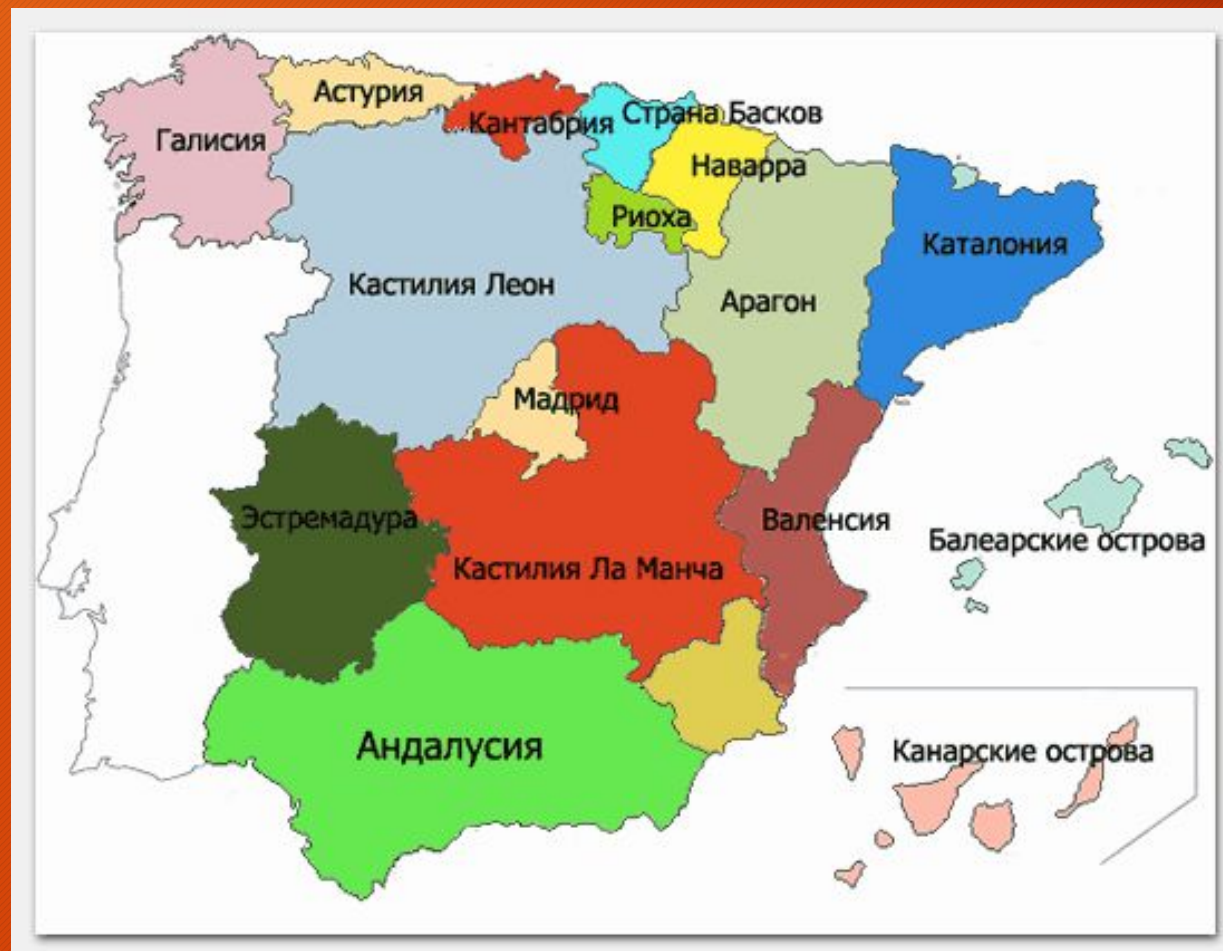 Астурия
Кантабрия
Страна Басков
Галисия
Наварра
Риоха
Каталония
Кастилия Леон
Арагон
Мадрид
Эстремадура
Валенсия
Балеарские острова
Кастилия Ла Манча
Андалусия
Канарские острова